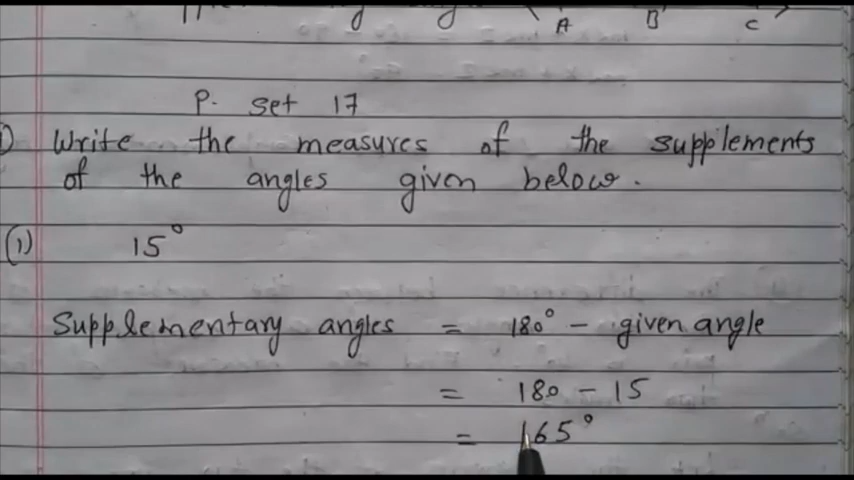 A B C
P. set 17
1) Write the measures of the supplements
of the angles given below.
(1) 15°
Supplementary angles = 180° - given angle
= 180 - 15
= 165°